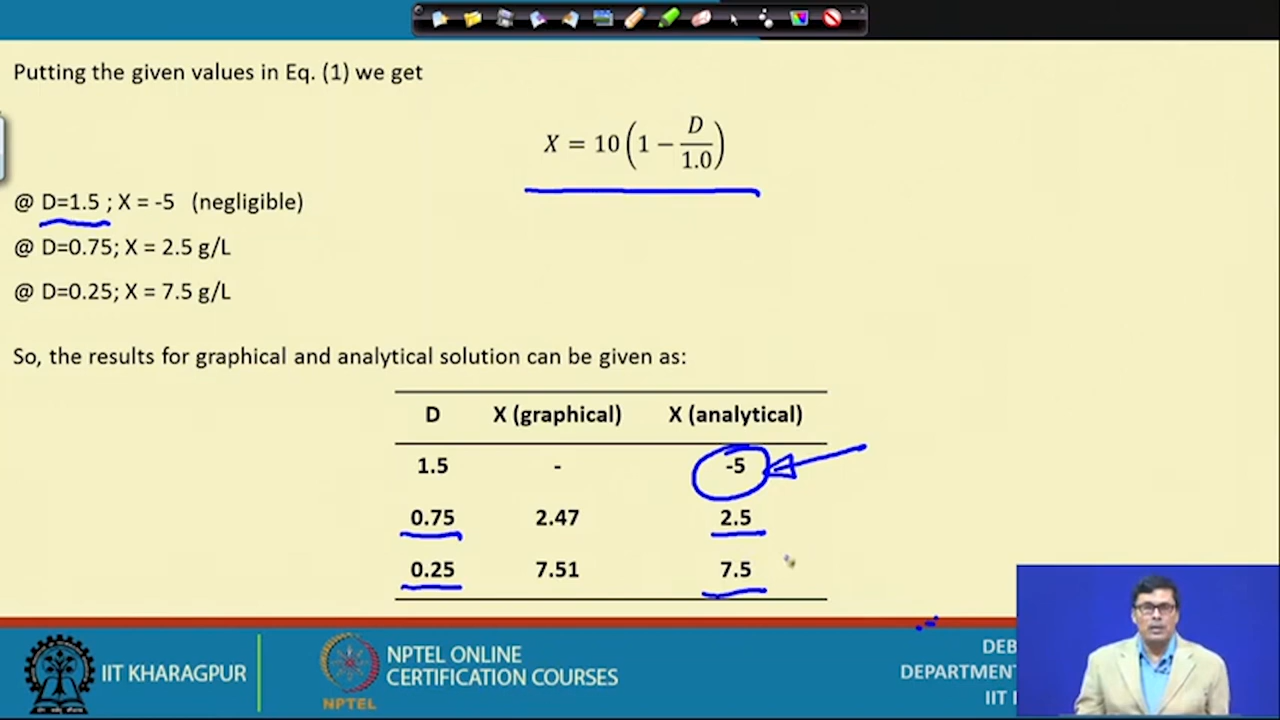 Putting the given values in Eq. (1) we get
X = 10 (1 − D/1.0)
@ D=1.5 ; X = -5 (negligible)
@ D=0.75; X = 2.5 g/L
@ D=0.25; X = 7.5 g/L
So, the results for graphical and analytical solution can be given as:
D X (graphical) X (analytical)
1.5 - -5
0.75 2.47 2.5
0.25 7.51 7.5
IIT KHARAGPUR
NPTEL ONLINE
CERTIFICATION COURSES
NPTEL
DEB
DEPARTMENT
IIT